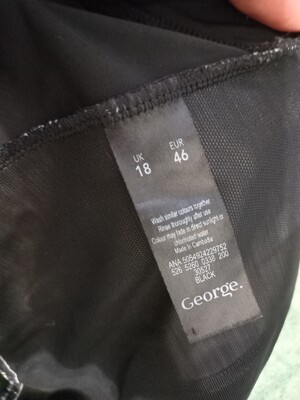 UK EUR
18 46
Wash similar colours together
Rinse thoroughly after use
Colour may fade in direct sunlight or
chlorinated water
Made in Cambodia
ANA 5054924229752
526 5260 0338 200
30527
BLACK
George.